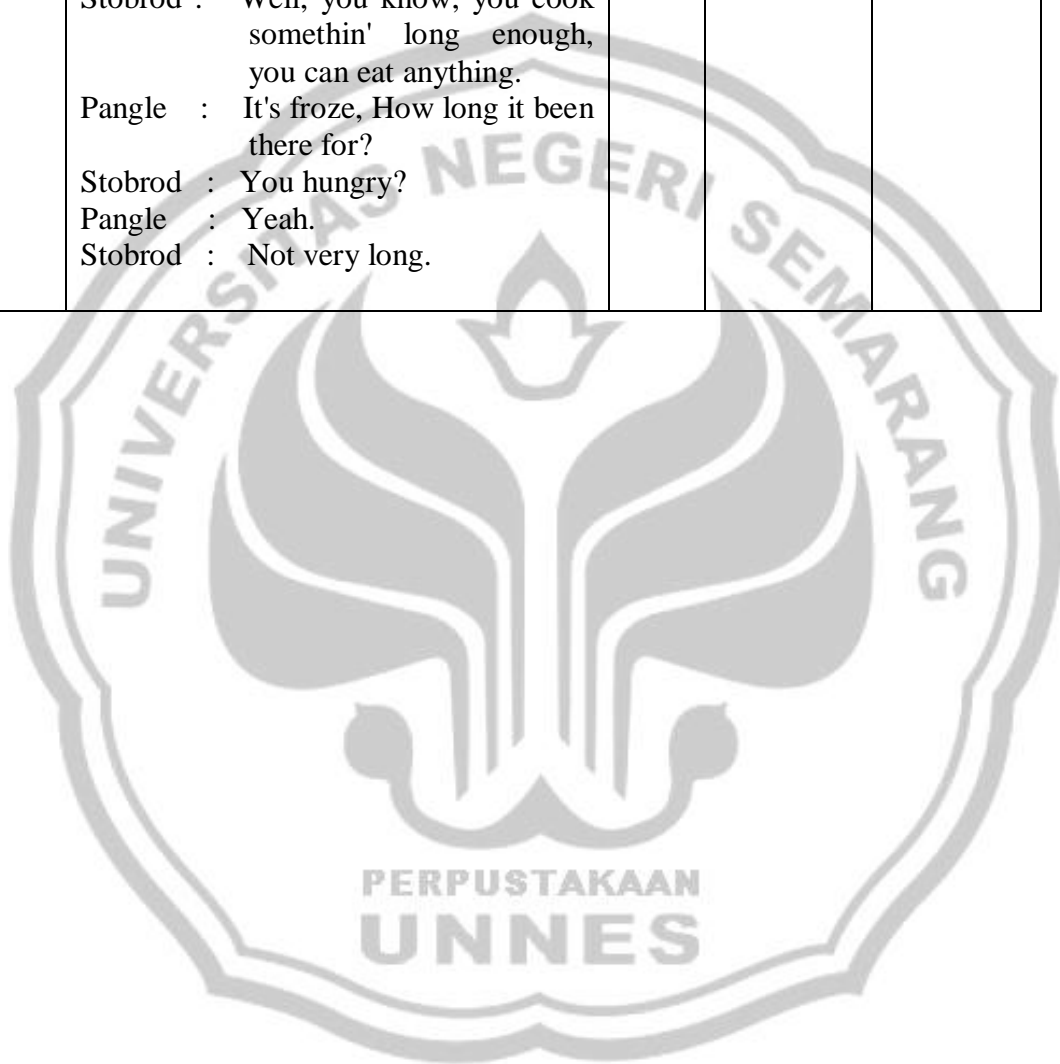 Stobrod : Well, you know, you cook
somethin' long enough,
you can eat anything.
Pangle : It's froze, How long it been
there for?
Stobrod : You hungry?
Pangle : Yeah.
Stobrod : Not very long.
UNIVERSITAS NEGERI SEMARANG
PERPUSTAKAAN
UNNES